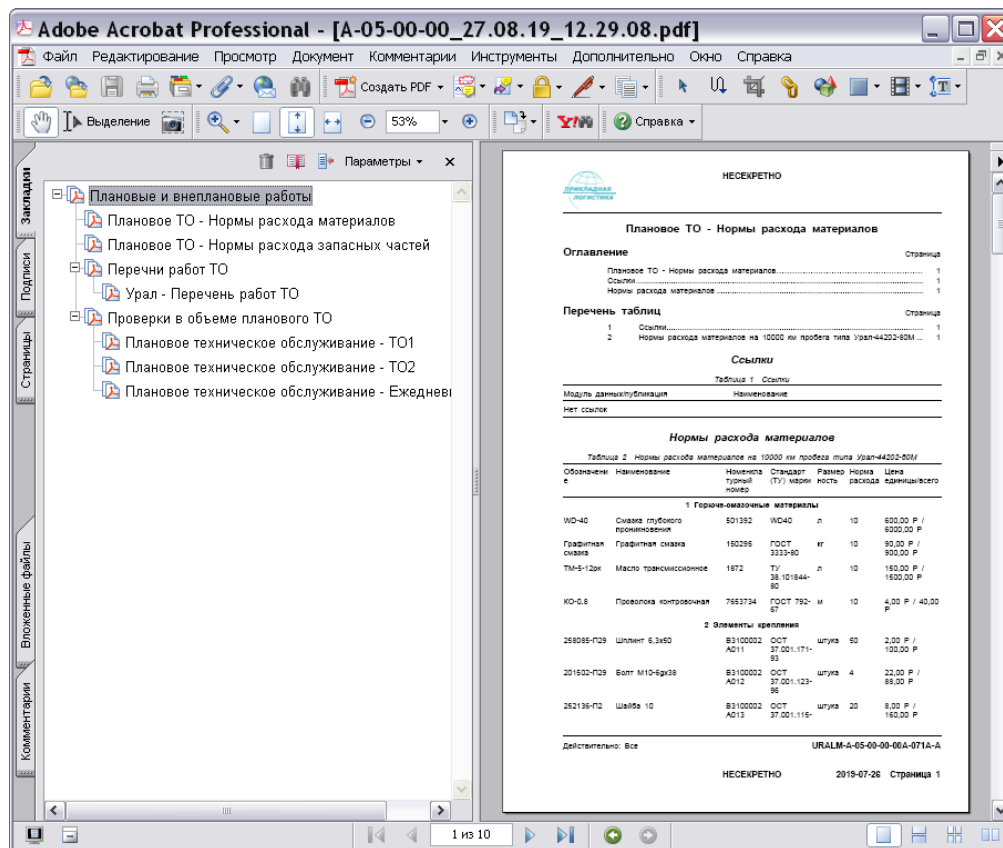 Adobe Acrobat Professional - [A-05-00-00_27.08.19_12.29.08.pdf]
Файл Редактирование Просмотр Документ Комментарии Инструменты Дополнительно Окно Справка
Создать PDF
Выделение
53%
Y!
Справка
Закладки
Подписи
Страницы
Вложенные файлы
Комментарии
Параметры
Плановые и внеплановые работы
Плановое ТО - Нормы расхода материалов
Плановое ТО - Нормы расхода запасных частей
Перечни работ ТО
Урал - Перечень работ ТО
Проверки в объеме планового ТО
Плановое техническое обслуживание - ТО1
Плановое техническое обслуживание - ТО2
Плановое техническое обслуживание - Ежедневн
НЕСЕКРЕТНО
ПРИКЛАДНАЯ
ЛОГИСТИКА
Плановое ТО - Нормы расхода материалов
Оглавление Страница
Плановое ТО - Нормы расхода материалов 1
Ссылки 1
Нормы расхода материалов 1
Перечень таблиц Страница
1 Ссылки 1
2 Нормы расхода материалов на 10000 км пробега типа Урал-44202-80М 1
Ссылки
Таблица 1 Ссылки
Модуль данных/публикация Наименование
Нет ссылок
Нормы расхода материалов
Таблица 2 Нормы расхода материалов на 10000 км пробега типа Урал-44202-80М
Обозначени Наименование Номенкла Стандарт Размер Норма Цена
е турный (ТУ) марки ность расхода единицы/всего
номер
1 Горюче-смазочные материалы
WD-40 Смазка глубокого 501392 WD40 л 10 600,00 Р /
проникновения 6000,00 Р
Графитная Графитная смазка 150295 ГОСТ кг 10 90,00 Р /
смазка 3333-80 900,00 Р
ТМ-5-12рк Масло трансмиссионное 1872 ТУ л 10 150,00 Р /
38.101844- 1500,00 Р
80
КО-0.8 Проволока контровочная 7653734 ГОСТ 792- м 10 4,00 Р / 40,00
67 Р
2 Элементы крепления
258085-П29 Шплинт 6,3х50 В3100002 ОСТ штука 50 2,00 Р /
А011 37.001.171- 100,00 Р
93
201502-П29 Болт М10-6gх38 В3100002 ОСТ штука 4 22,00 Р /
А012 37.001.123- 88,00 Р
96
252136-П2 Шайба 10 В3100002 ОСТ штука 20 8,00 Р /
А013 37.001.115- 160,00 Р
Действительно: Все URALM-A-05-00-00-00A-071A-A
НЕСЕКРЕТНО 2019-07-26 Страница 1
1 из 10